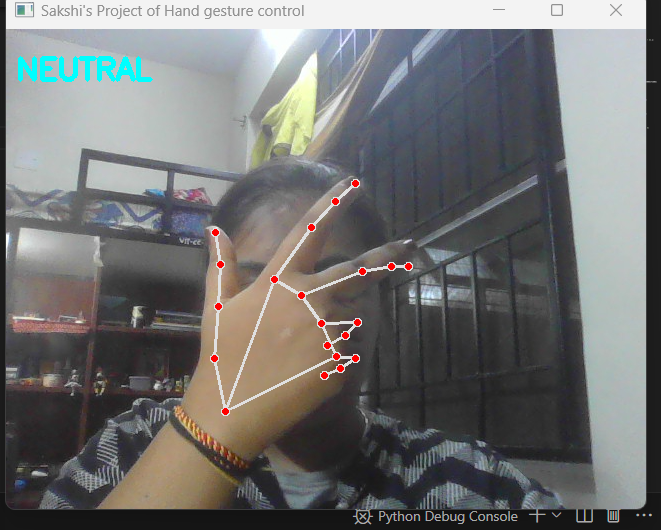 Sakshi's Project of Hand gesture control
NEUTRAL
Python Debug Console